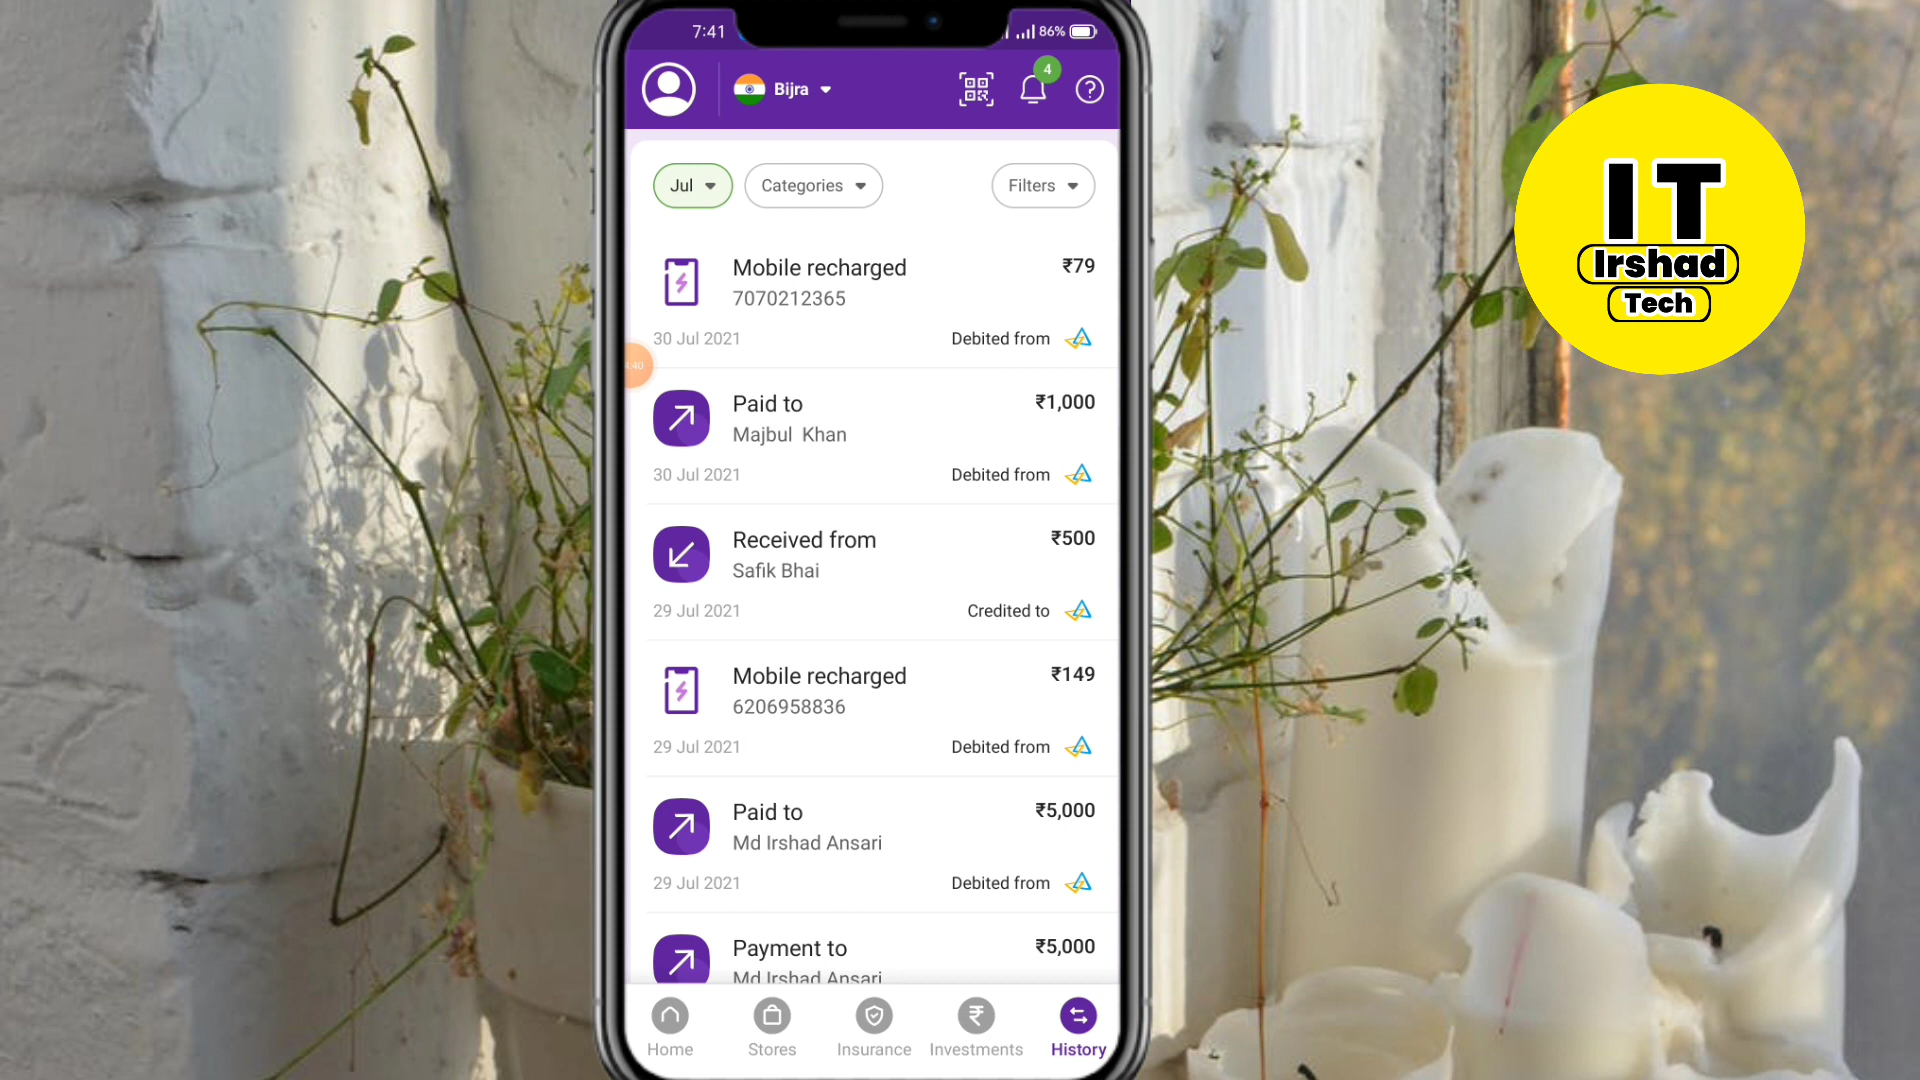 7:41
86%
Bijra
4
?
Jul
Categories
Filters
Mobile recharged
₹79
7070212365
30 Jul 2021
Debited from
:40
Paid to
₹1,000
Majbul Khan
30 Jul 2021
Debited from
Received from
₹500
Safik Bhai
29 Jul 2021
Credited to
Mobile recharged
₹149
6206958836
29 Jul 2021
Debited from
Paid to
₹5,000
Md Irshad Ansari
29 Jul 2021
Debited from
Payment to
₹5,000
Md Irshad Ansari
Home
Stores
Insurance
Investments
History
IT
Irshad
Tech